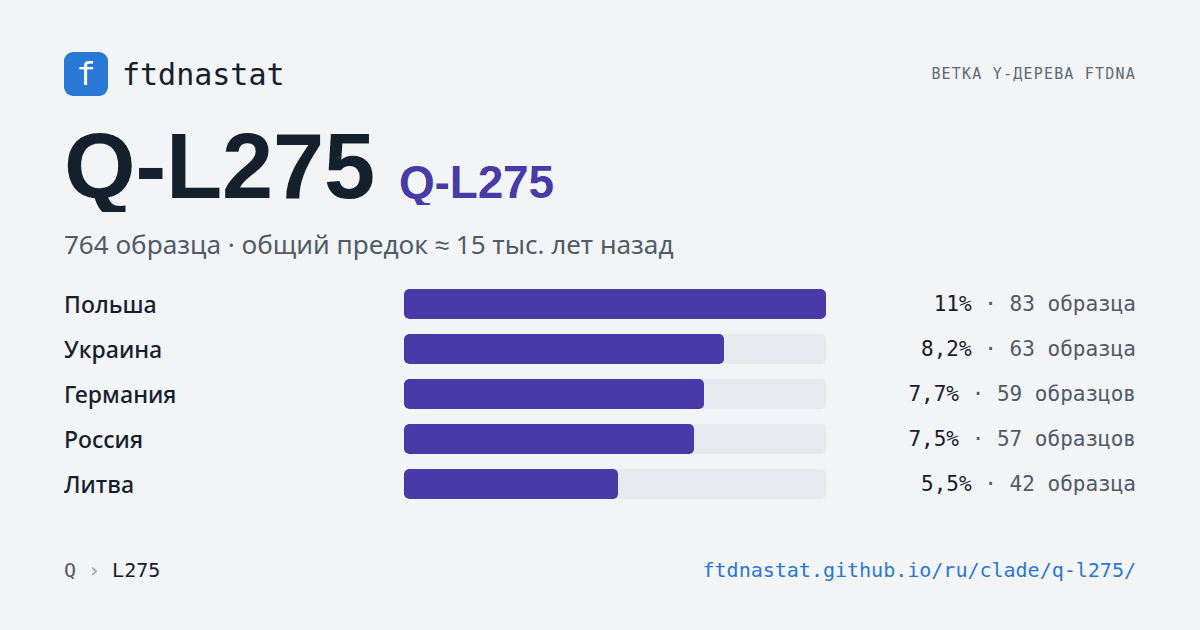 f ftdnastat
ВЕТКА Y-ДЕРЕВА FTDNA
Q-L275 Q-L275
764 образца · общий предок ≈ 15 тыс. лет назад
Польша 11% · 83 образца
Украина 8,2% · 63 образца
Германия 7,7% · 59 образцов
Россия 7,5% · 57 образцов
Литва 5,5% · 42 образца
Q › L275
ftdnastat.github.io/ru/clade/q-l275/